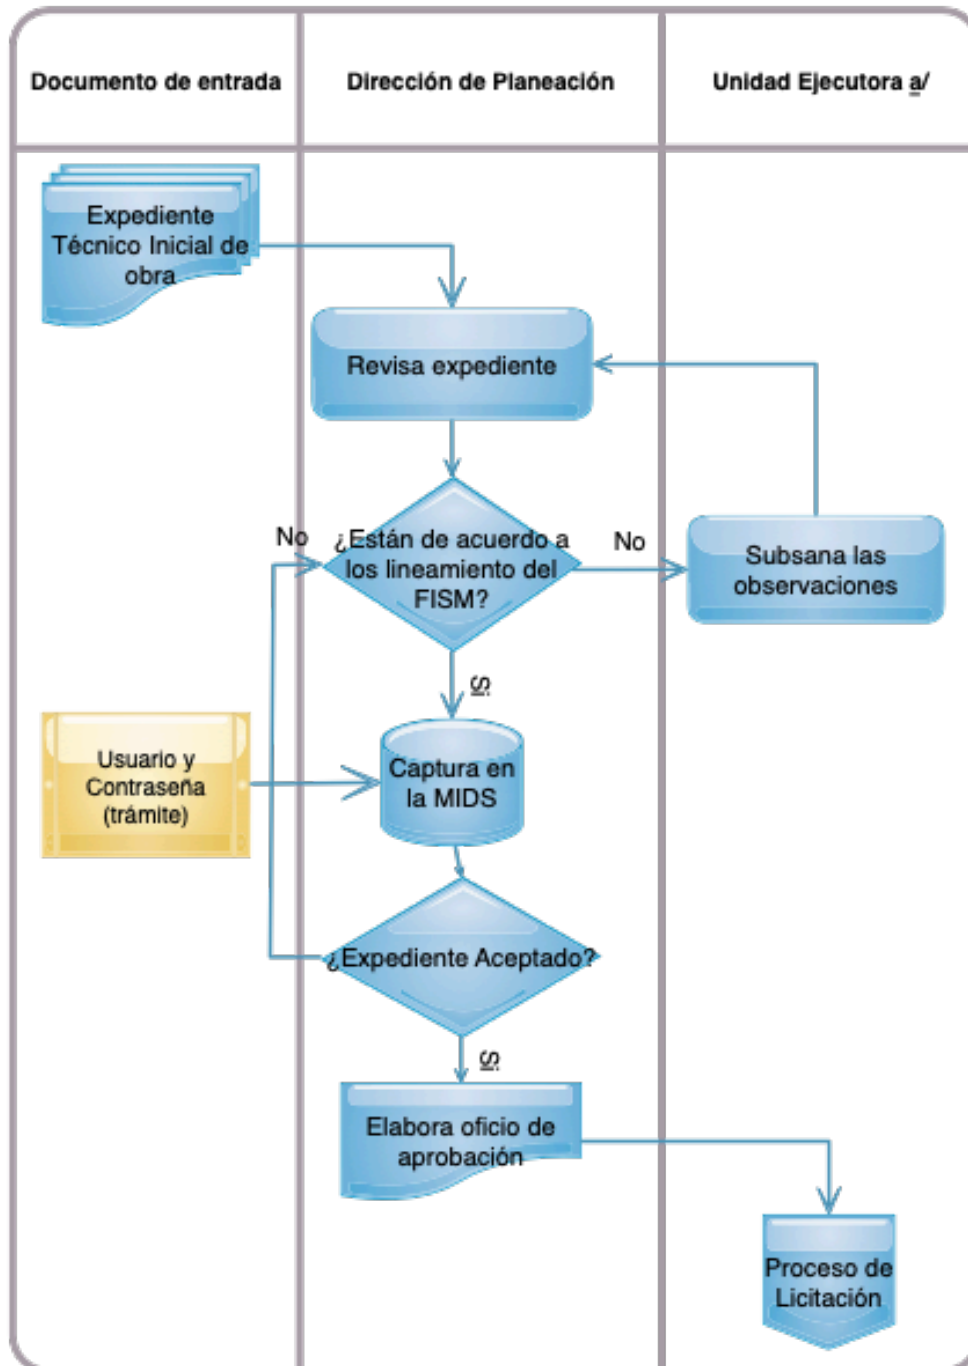 Documento de entrada
Dirección de Planeación
Unidad Ejecutora a/
Expediente
Técnico Inicial de
obra
Revisa expediente
No
¿Están de acuerdo a
los lineamiento del
FISM?
No
Subsana las
observaciones
Si
Usuario y
Contraseña
(trámite)
Captura en
la MIDS
¿Expediente Aceptado?
Si
Elabora oficio de
aprobación
Proceso de
Licitación